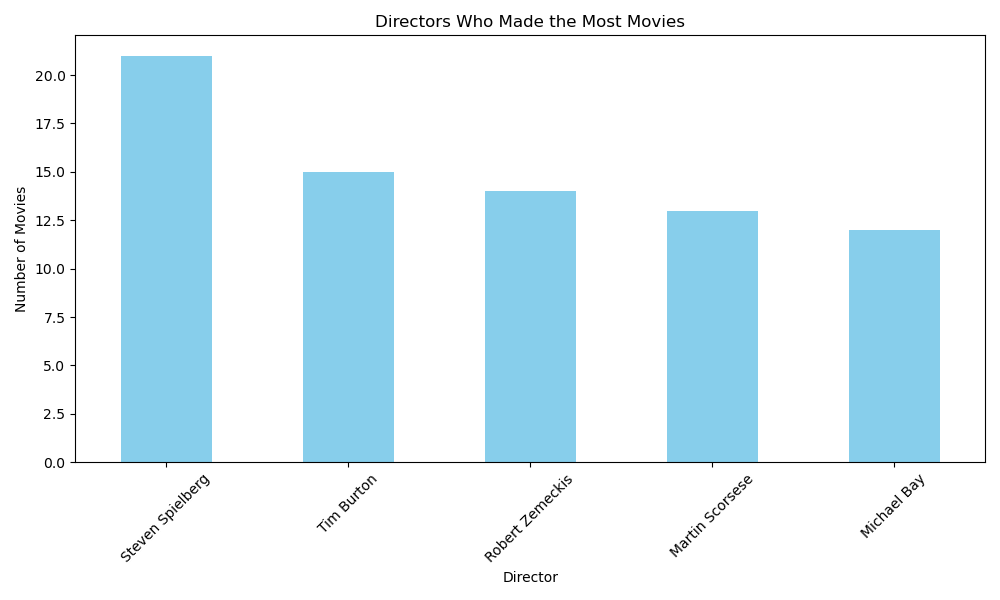 Directors Who Made the Most Movies
Number of Movies
20.0
17.5
15.0
12.5
10.0
7.5
5.0
2.5
0.0
Steven Spielberg
Tim Burton
Robert Zemeckis
Martin Scorsese
Michael Bay
Director